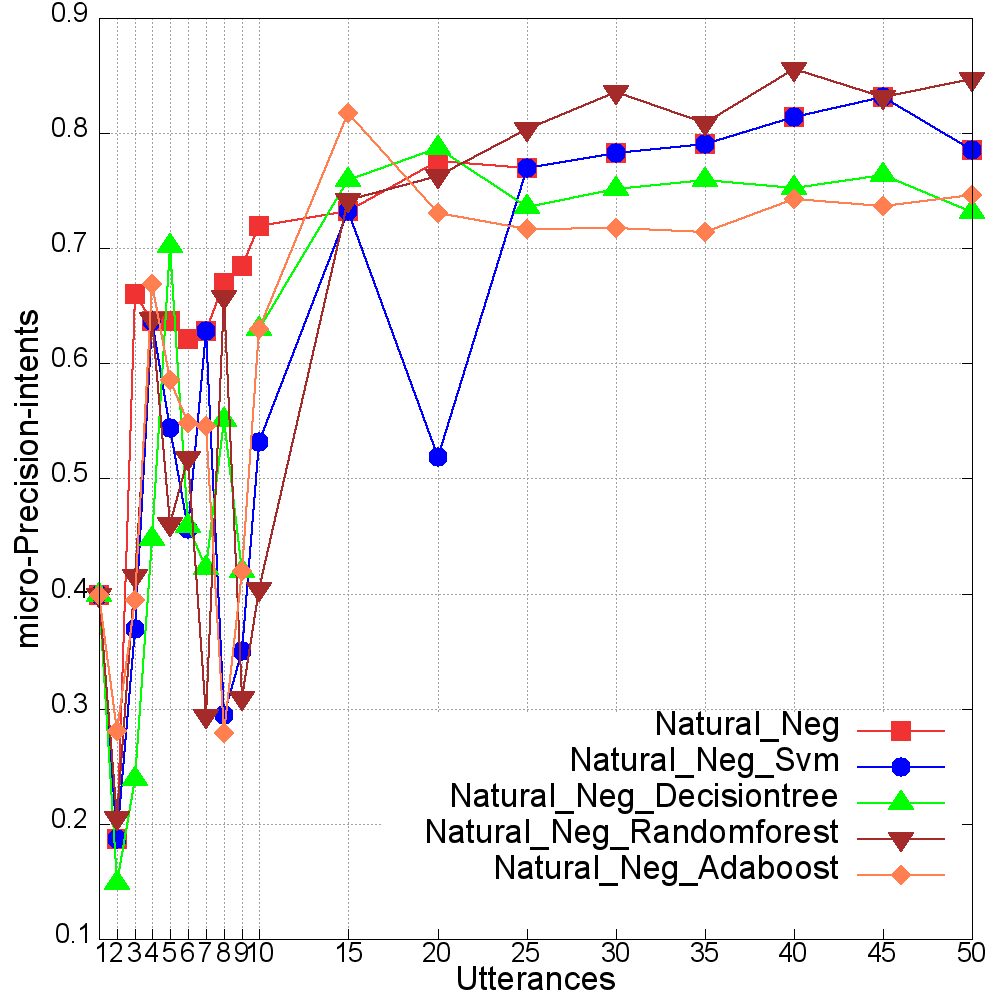 0.9
0.8
0.7
0.6
0.5
0.4
0.3
0.2
0.1
micro-Precision-intents
Natural_Neg
Natural_Neg_Svm
Natural_Neg_Decisiontree
Natural_Neg_Randomforest
Natural_Neg_Adaboost
1 2 3 4 5 6 7 8 9 10 15 20 25 30 35 40 45 50
Utterances